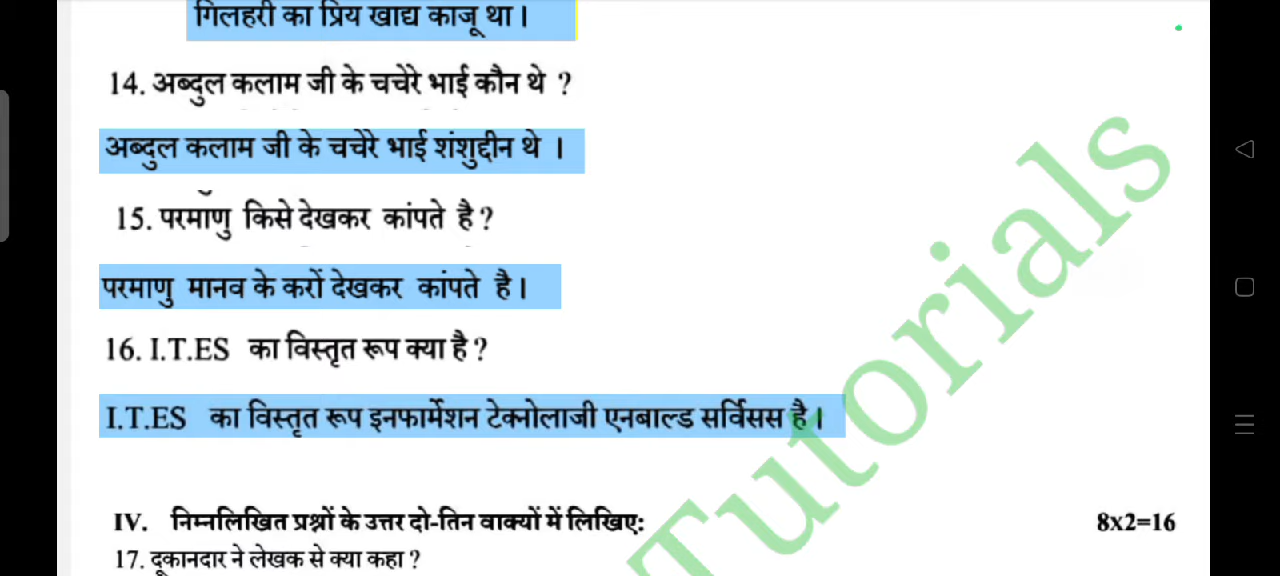 गिलहरी का प्रिय खाद्य काजू था।
14. अब्दुल कलाम जी के चचेरे भाई कौन थे ?
अब्दुल कलाम जी के चचेरे भाई शंशुद्दीन थे ।
15. परमाणु किसे देखकर कांपते है ?
परमाणु मानव के करों देखकर कांपते है ।
16. I.T.ES का विस्तृत रूप क्या है ?
I.T.ES का विस्तृत रूप इनफार्मेशन टेक्नोलाजी एनबाल्ड सर्विसस है ।
IV. निम्नलिखित प्रश्नों के उत्तर दो-तिन वाक्यों में लिखिए: 8x2=16
17. दूकानदार ने लेखक से क्या कहा ?
Tutorials